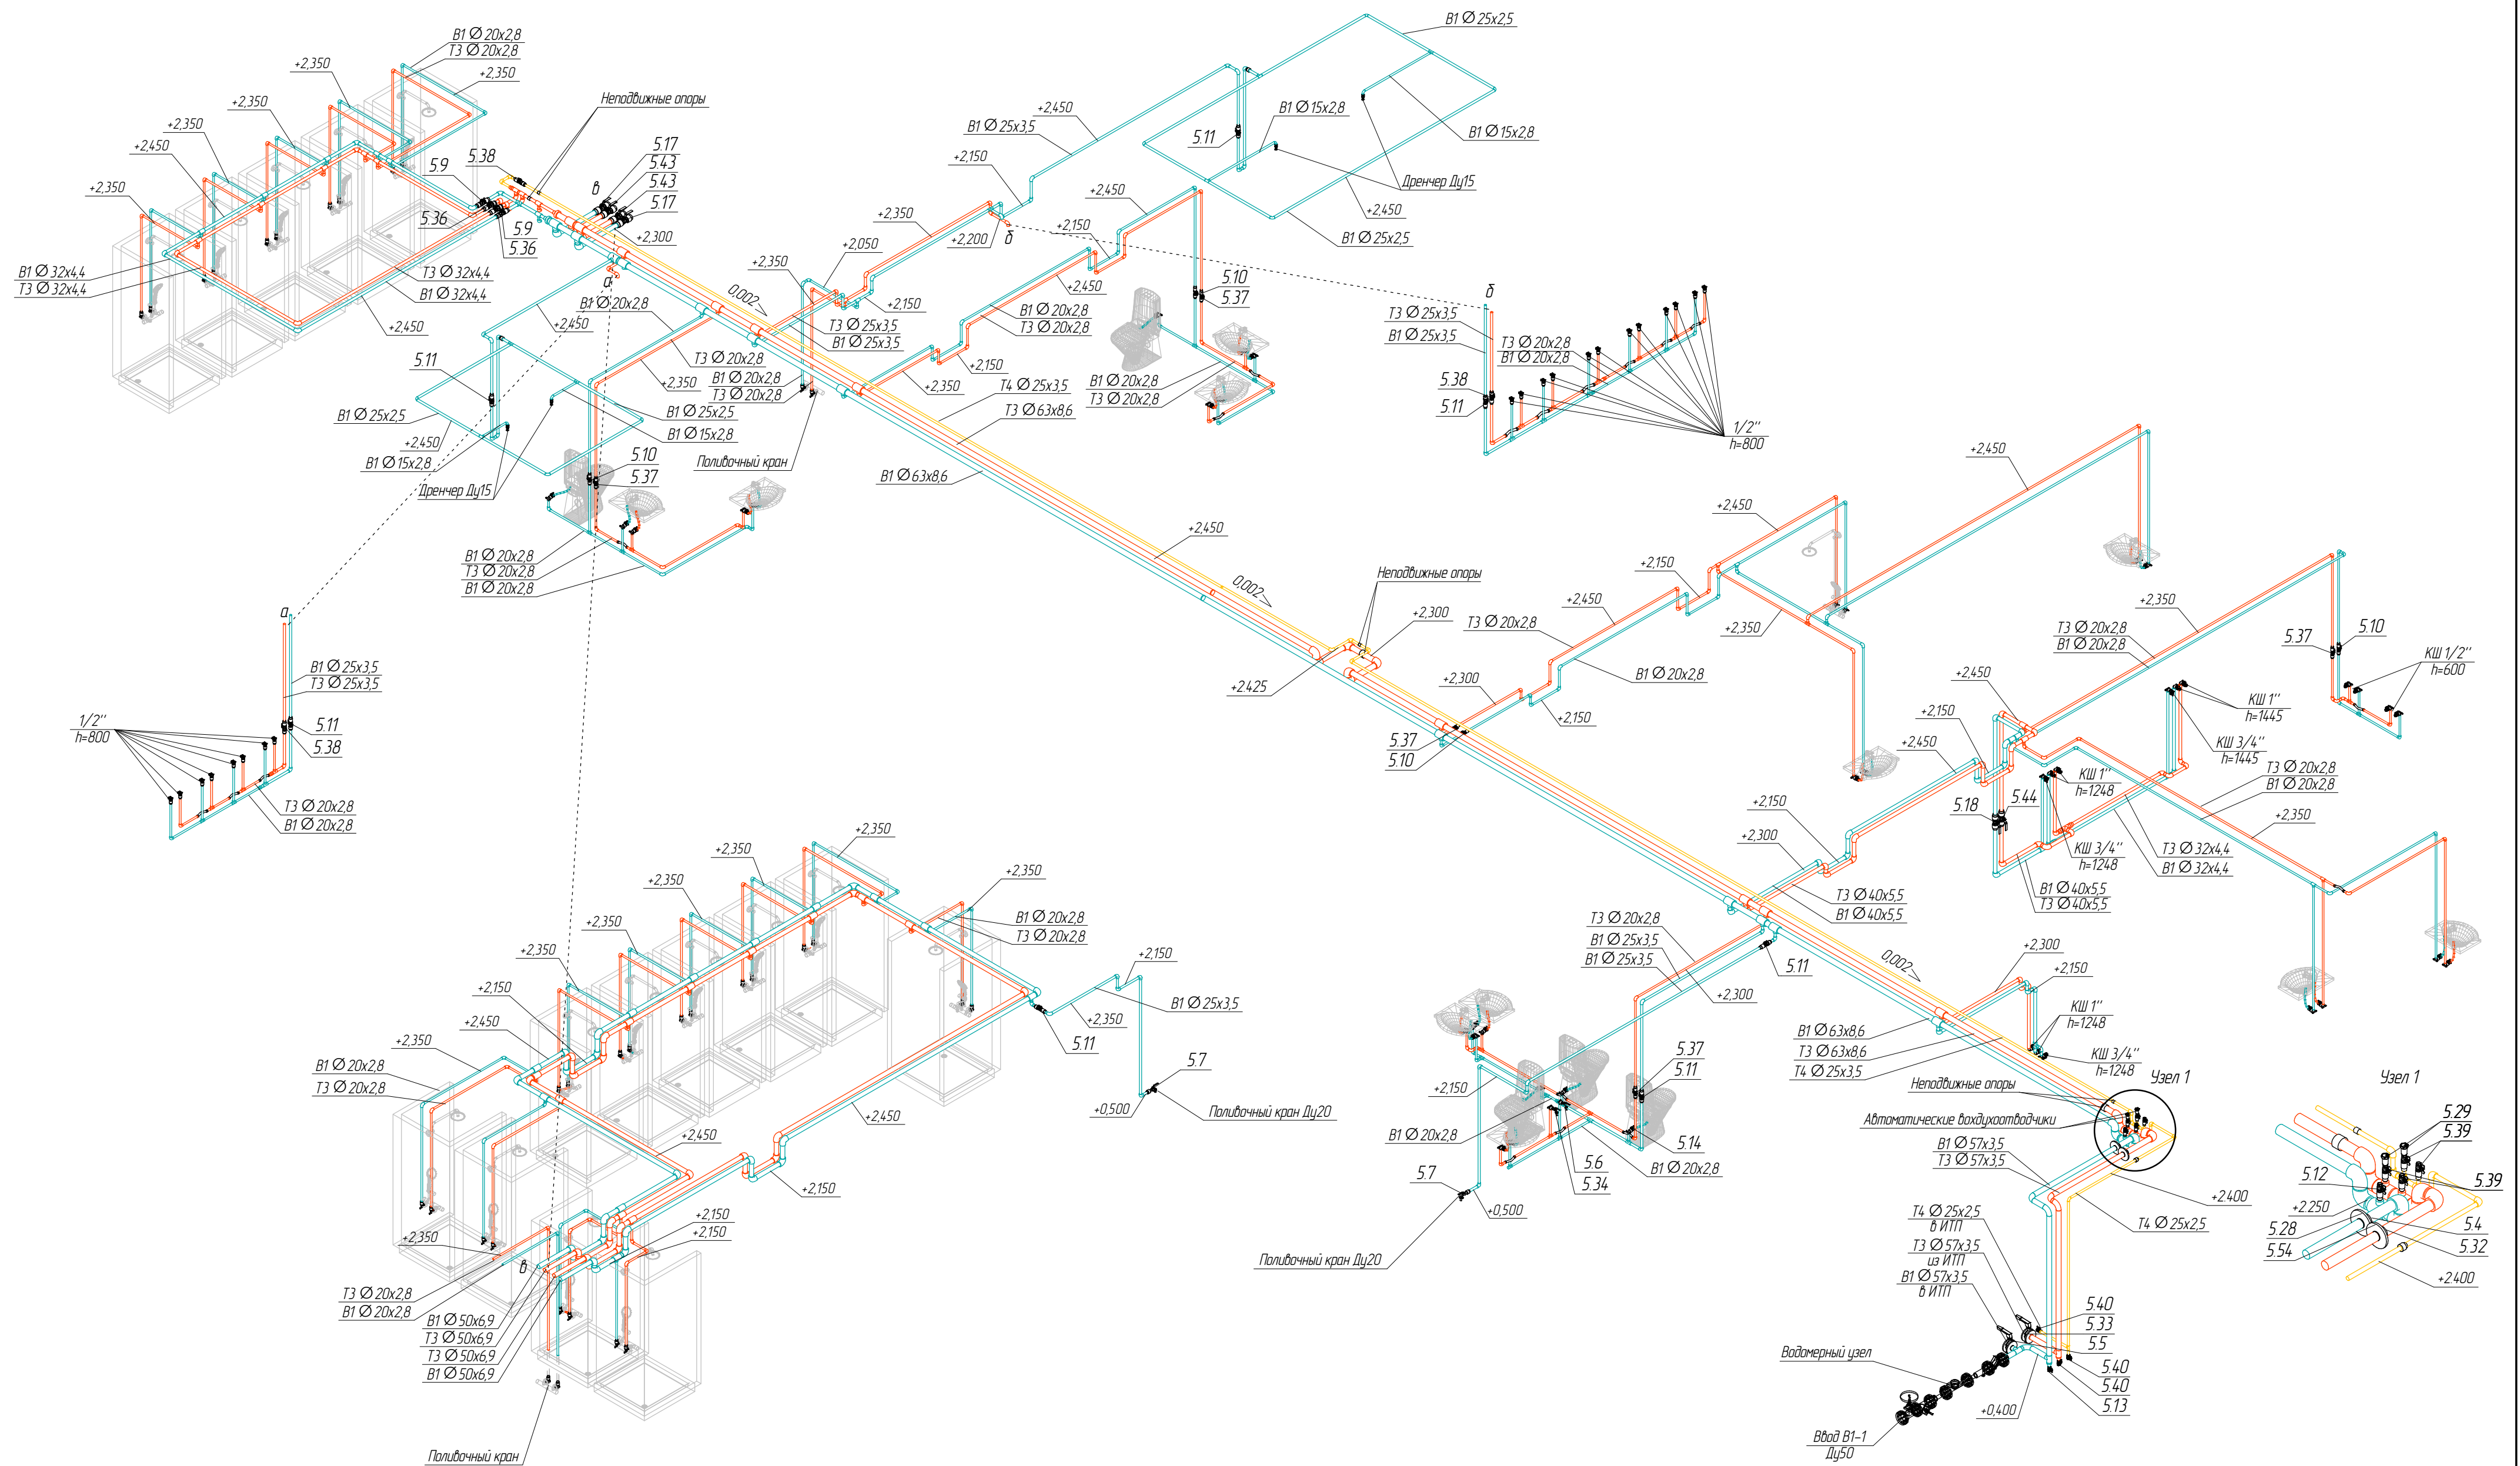 В1 Ø 20х2,8
Т3 Ø 20х2,8
+2,350
+2,350
+2,350
+2,350
+2,450
+2,350
+2,350
В1 Ø 32х4,4
Т3 Ø 32х4,4
Т3 Ø 32х4,4
В1 Ø 32х4,4
+2,450
5.9
5.38
5.36
5.9
5.36
Неподвижные опоры
в
5.17
5.43
5.43
5.17
+2,300
а
В1 Ø 25х2,5
+2,450
В1 Ø 25х3,5
+2,150
5.11
В1 Ø 15х2,8
В1 Ø 15х2,8
Дренчер Ду15
+2,450
В1 Ø 25х2,5
+2,350
+2,050
+2,200
б
+2,450
+2,150
+2,350
+2,150
0,002
Т3 Ø 25х3,5
В1 Ø 25х3,5
+2,450
В1 Ø 20х2,8
Т3 Ø 20х2,8
+2,150
+2,350
5.10
5.37
В1 Ø 20х2,8
Т3 Ø 20х2,8
В1 Ø 20х2,8
+2,450
Т3 Ø 20х2,8
+2,350
В1 Ø 20х2,8
Т3 Ø 20х2,8
5.11
В1 Ø 25х2,5
+2,450
В1 Ø 15х2,8
Дренчер Ду15
В1 Ø 25х2,5
В1 Ø 15х2,8
5.10
5.37
Поливочный кран
В1 Ø 20х2,8
Т3 Ø 20х2,8
В1 Ø 20х2,8
Т4 Ø 25х3,5
Т3 Ø 63х8,6
В1 Ø 63х8,6
+2,450
б
Т3 Ø 25х3,5
В1 Ø 25х3,5
Т3 Ø 20х2,8
В1 Ø 20х2,8
5.38
5.11
1/2''
h=800
а
В1 Ø 25х3,5
Т3 Ø 25х3,5
1/2''
h=800
5.11
5.38
Т3 Ø 20х2,8
В1 Ø 20х2,8
0,002
Неподвижные опоры
+2,300
+2.425
+2,450
+2,450
+2,150
+2,450
Т3 Ø 20х2,8
+2,350
В1 Ø 20х2,8
+2,300
+2,150
5.37
5.10
+2,350
Т3 Ø 20х2,8
В1 Ø 20х2,8
5.37
5.10
КШ 1/2''
h=600
+2,450
+2,150
+2,450
КШ 1''
h=1445
КШ 3/4''
h=1445
КШ 1''
h=1248
5.18
5.44
КШ 3/4''
h=1248
Т3 Ø 20х2,8
В1 Ø 20х2,8
+2,350
Т3 Ø 32х4,4
В1 Ø 32х4,4
В1 Ø 40х5,5
Т3 Ø 40х5,5
+2,150
+2,300
Т3 Ø 40х5,5
В1 Ø 40х5,5
Т3 Ø 20х2,8
В1 Ø 25х3,5
В1 Ø 25х3,5
+2,300
5.11
0,002
+2,300
+2,150
КШ 1''
h=1248
КШ 3/4''
h=1248
В1 Ø 63х8,6
Т3 Ø 63х8,6
Т4 Ø 25х3,5
Неподвижные опоры
Автоматические вохдухоотводчики
Узел 1
В1 Ø 57х3,5
Т3 Ø 57х3,5
+2.400
Т4 Ø 25х2,5
Т4 Ø 25х2,5
в ИТП
Т3 Ø 57х3,5
из ИТП
В1 Ø 57х3,5
в ИТП
5.40
5.33
5.5
5.40
5.40
5.13
Водомерный узел
+0,400
Ввод В1-1
Ду50
Узел 1
5.29
5.39
5.12
5.39
+2.250
5.28
5.4
5.54
5.32
+2.400
5.37
5.11
+2,150
В1 Ø 20х2,8
5.14
5.6
5.34
В1 Ø 20х2,8
5.7
+0,500
Поливочный кран Ду20
+2,350
+2,350
+2,350
+2,350
+2,350
+2,350
В1 Ø 20х2,8
Т3 Ø 20х2,8
+2,150
В1 Ø 25х3,5
+2,350
5.11
5.7
+0,500
Поливочный кран Ду20
+2,150
+2,450
+2,350
В1 Ø 20х2,8
Т3 Ø 20х2,8
+2,450
+2,450
+2,150
+2,150
+2,150
+2,350
в
Т3 Ø 20х2,8
В1 Ø 20х2,8
В1 Ø 50х6,9
Т3 Ø 50х6,9
Т3 Ø 50х6,9
В1 Ø 50х6,9
Поливочный кран